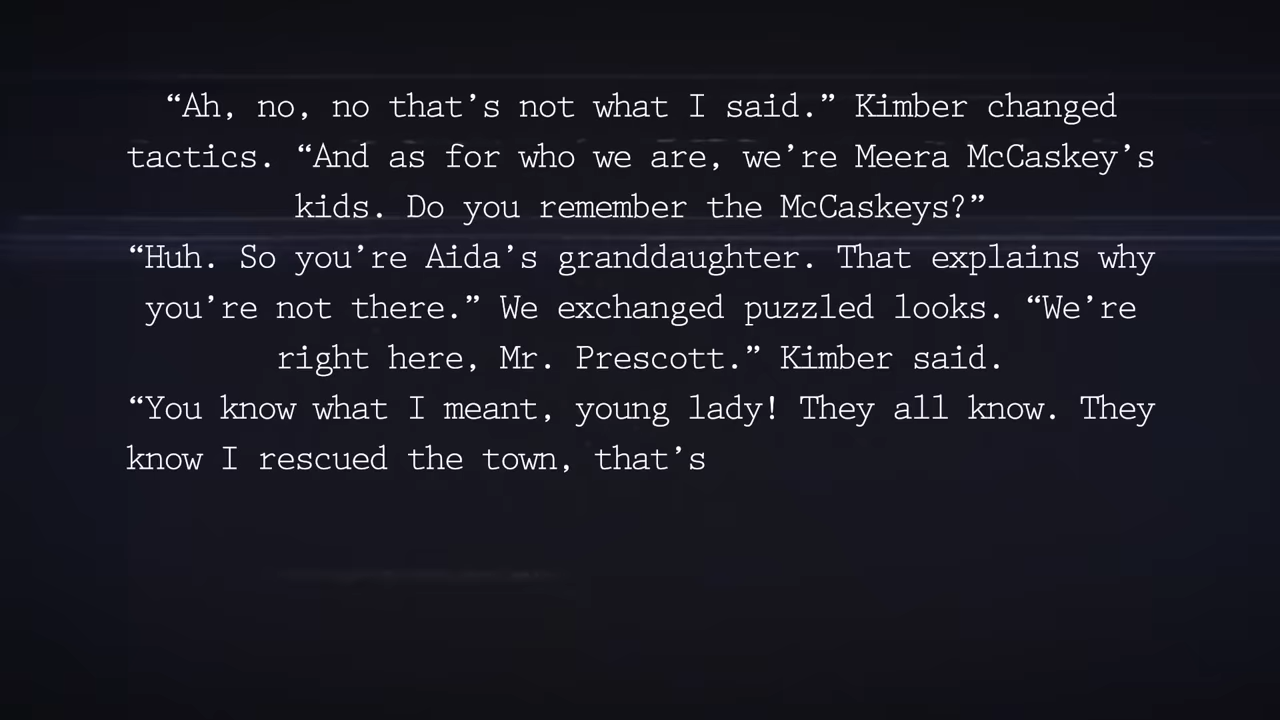 “Ah, no, no that’s not what I said.” Kimber changed
tactics. “And as for who we are, we’re Meera McCaskey’s
kids. Do you remember the McCaskeys?”
“Huh. So you’re Aida’s granddaughter. That explains why
you’re not there.” We exchanged puzzled looks. “We’re
right here, Mr. Prescott.” Kimber said.
“You know what I meant, young lady! They all know. They
know I rescued the town, that’s